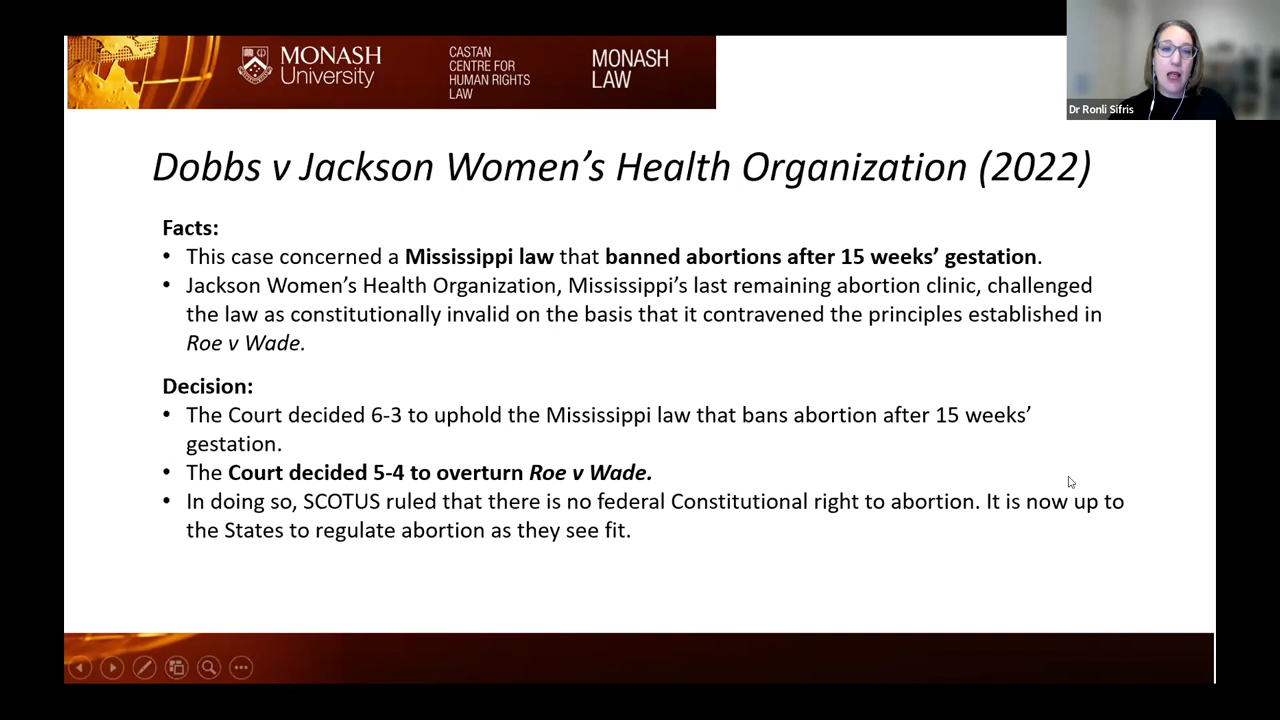 MONASH
University
CASTAN
CENTRE FOR
HUMAN RIGHTS
LAW
MONASH
LAW
Dr Ronli Sifris
Dobbs v Jackson Women’s Health Organization (2022)
Facts:
• This case concerned a Mississippi law that banned abortions after 15 weeks’ gestation.
• Jackson Women’s Health Organization, Mississippi’s last remaining abortion clinic, challenged
the law as constitutionally invalid on the basis that it contravened the principles established in
Roe v Wade.
Decision:
• The Court decided 6-3 to uphold the Mississippi law that bans abortion after 15 weeks’
gestation.
• The Court decided 5-4 to overturn Roe v Wade.
• In doing so, SCOTUS ruled that there is no federal Constitutional right to abortion. It is now up to
the States to regulate abortion as they see fit.